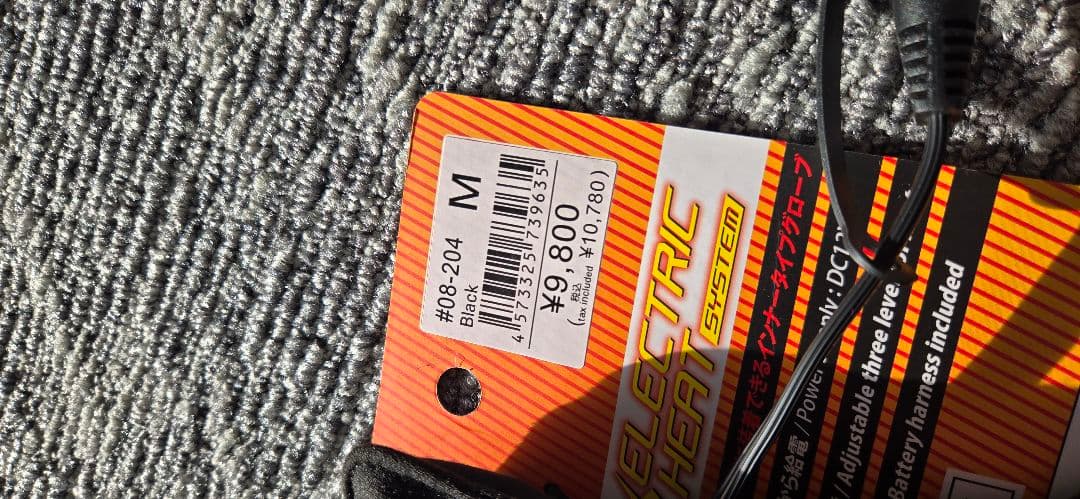 #08-204
Black M
4 573325 739635
¥9,800
(税込 tax included ¥10,780)
ELECTRIC
HEAT SYSTEM
できるインナータイプグローブ
から給電 / Power
: DC12
/ Adjustable three level
Battery harness included